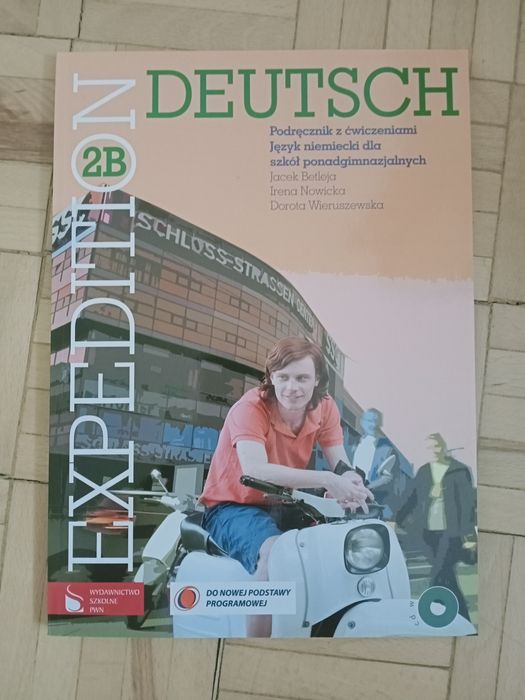 DEUTSCH
EXPEDITION
2B
Podręcznik z ćwiczeniami
Język niemiecki dla
szkół ponadgimnazjalnych
Jacek Betleja
Irena Nowicka
Dorota Wieruszewska
SCHLOSS-STRASSEN
WYDAWNICTWO
SZKOLNE
PWN
DO NOWEJ PODSTAWY
PROGRAMOWEJ